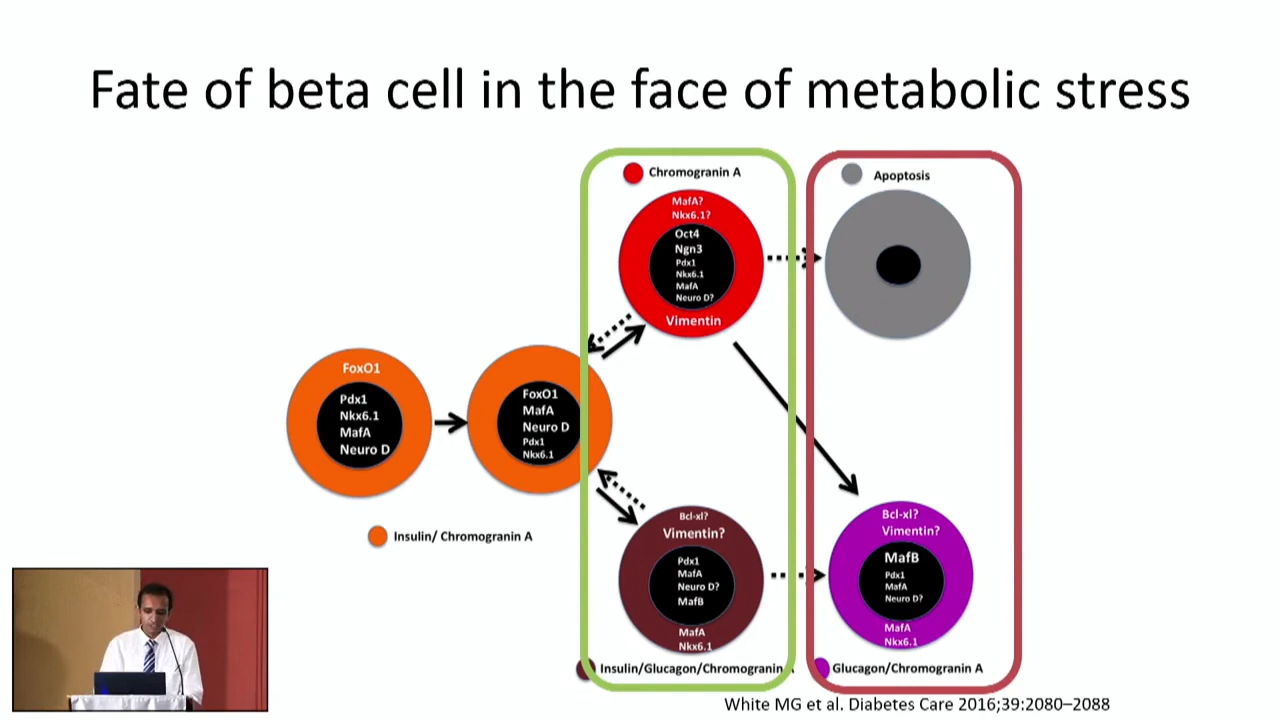 Fate of beta cell in the face of metabolic stress
Chromogranin A
MafA?
Nkx6.1?
Oct4
Ngn3
Pdx1
Nkx6.1
MafA
Neuro D?
Vimentin
Apoptosis
FoxO1
Pdx1
Nkx6.1
MafA
Neuro D
FoxO1
MafA
Neuro D
Pdx1
Nkx6.1
Insulin/ Chromogranin A
Bcl-xl?
Vimentin?
Pdx1
MafA
Neuro D?
MafB
MafA
Nkx6.1
Insulin/Glucagon/Chromogranin A
Bcl-xl?
Vimentin?
MafB
Pdx1
MafA
Neuro D?
MafA
Nkx6.1
Glucagon/Chromogranin A
White MG et al. Diabetes Care 2016;39:2080–2088